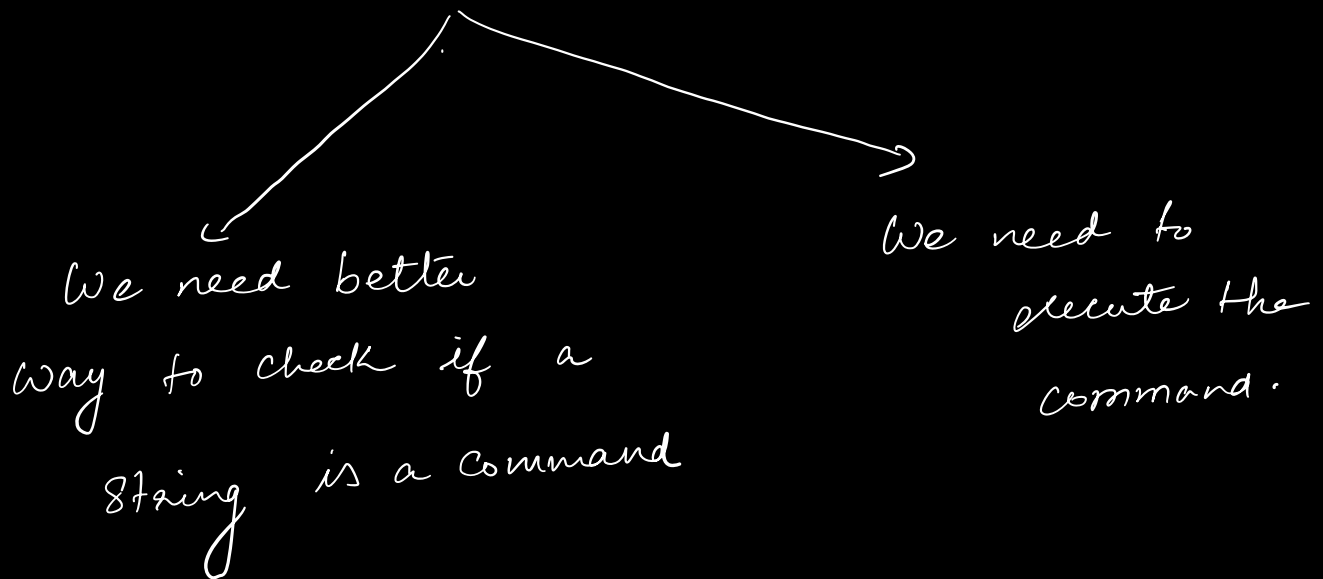 We need better
way to check if a
string is a command
We need to
execute the
command.